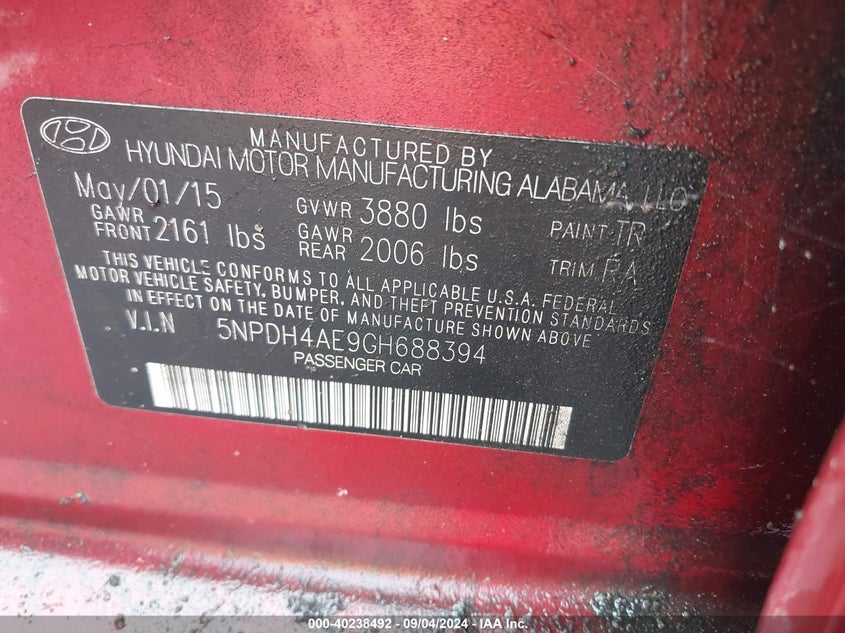 MANUFACTURED BY
HYUNDAI MOTOR MANUFACTURING ALABAMA, LLC
May/01/15 GVWR 3880 lbs PAINT: TR
GAWR FRONT 2161 lbs GAWR REAR 2006 lbs TRIM: RA
THIS VEHICLE CONFORMS TO ALL APPLICABLE U.S.A. FEDERAL
MOTOR VEHICLE SAFETY, BUMPER, AND THEFT PREVENTION STANDARDS
IN EFFECT ON THE DATE OF MANUFACTURE SHOWN ABOVE
V.I.N 5NPDH4AE9GH688394
PASSENGER CAR
000-40238492 - 09/04/2024 - IAA, Inc.